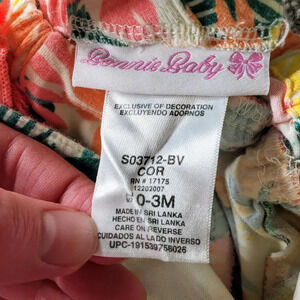 Bonnie Baby
EXCLUSIVE OF DECORATION
EXCLUYENDO ADORNOS
S03712-BV
COR
RN # 17175
12202007
0-3M
MADE IN SRI LANKA
HECHO EN SRI LANKA
CARE ON REVERSE
CUIDADOS AL LADO INVERSO
UPC-191539756026